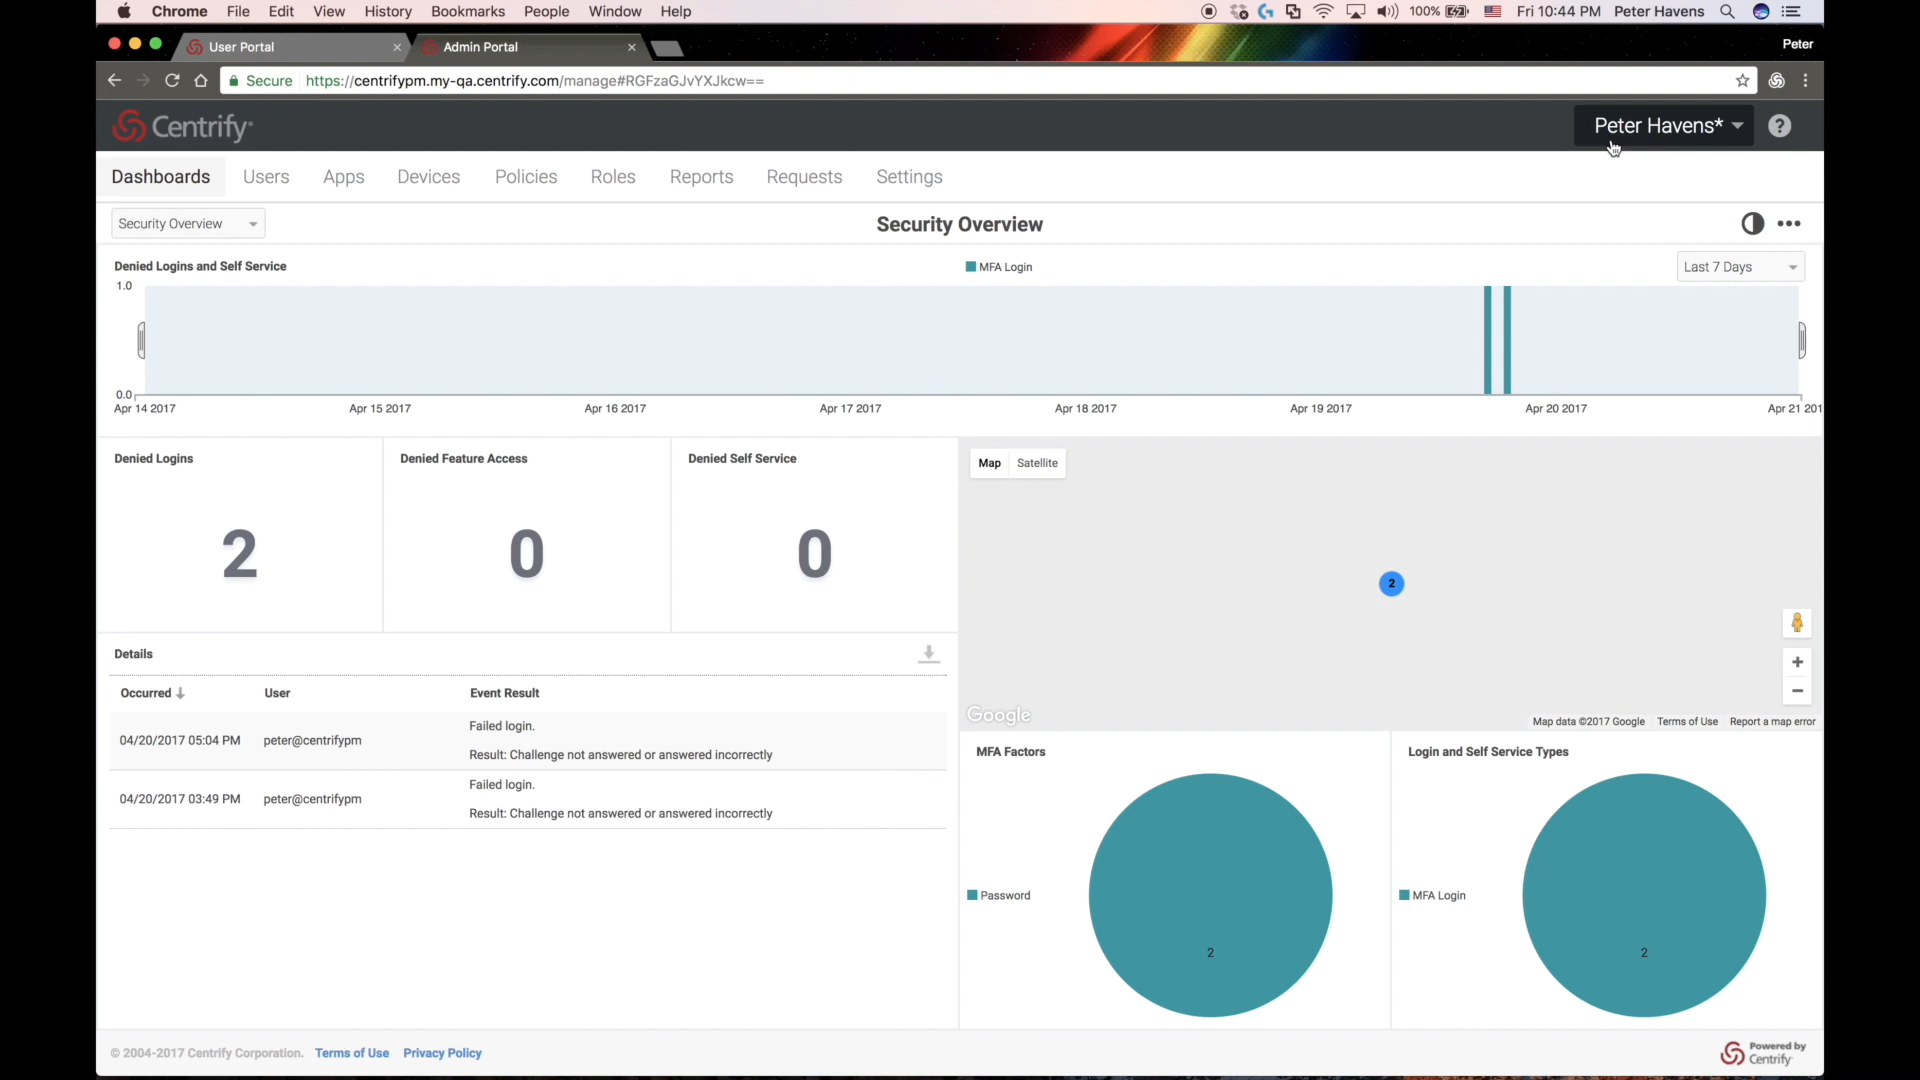 Chrome File Edit View History Bookmarks People Window Help 100% Fri 10:44 PM Peter Havens
User Portal Admin Portal Peter
Secure https://centrifypm.my-qa.centrify.com/manage#RGFzaGJvYXJkcw==
Centrify Peter Havens* ?
Dashboards Users Apps Devices Policies Roles Reports Requests Settings
Security Overview Security Overview
Denied Logins and Self Service MFA Login Last 7 Days
1.0
0.0
Apr 14 2017 Apr 15 2017 Apr 16 2017 Apr 17 2017 Apr 18 2017 Apr 19 2017 Apr 20 2017 Apr 21 201
Denied Logins Denied Feature Access Denied Self Service
2 0 0
Map Satellite
2
Google
Map data ©2017 Google Terms of Use Report a map error
Details
Occurred User Event Result
04/20/2017 05:04 PM peter@centrifypm Failed login.
Result: Challenge not answered or answered incorrectly
04/20/2017 03:49 PM peter@centrifypm Failed login.
Result: Challenge not answered or answered incorrectly
MFA Factors Login and Self Service Types
Password MFA Login
2 2
© 2004-2017 Centrify Corporation. Terms of Use Privacy Policy
Powered by
Centrify